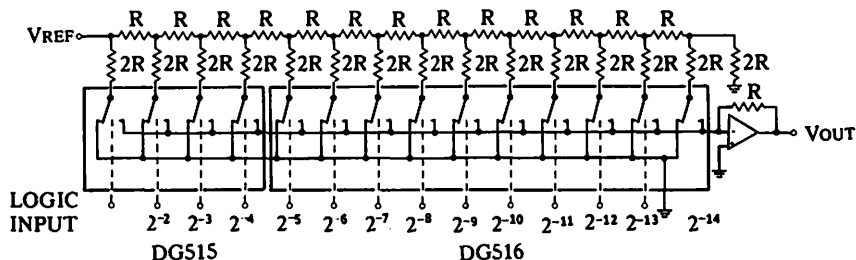 R R R R R R R R R R R R R
VREF
2R 2R 2R 2R 2R 2R 2R 2R 2R 2R 2R 2R 2R 2R 2R
R
VOUT
LOGIC INPUT
2⁻² 2⁻³ 2⁻⁴ 2⁻⁵ 2⁻⁶ 2⁻⁷ 2⁻⁸ 2⁻⁹ 2⁻¹⁰ 2⁻¹¹ 2⁻¹² 2⁻¹³ 2⁻¹⁴
DG515 DG516